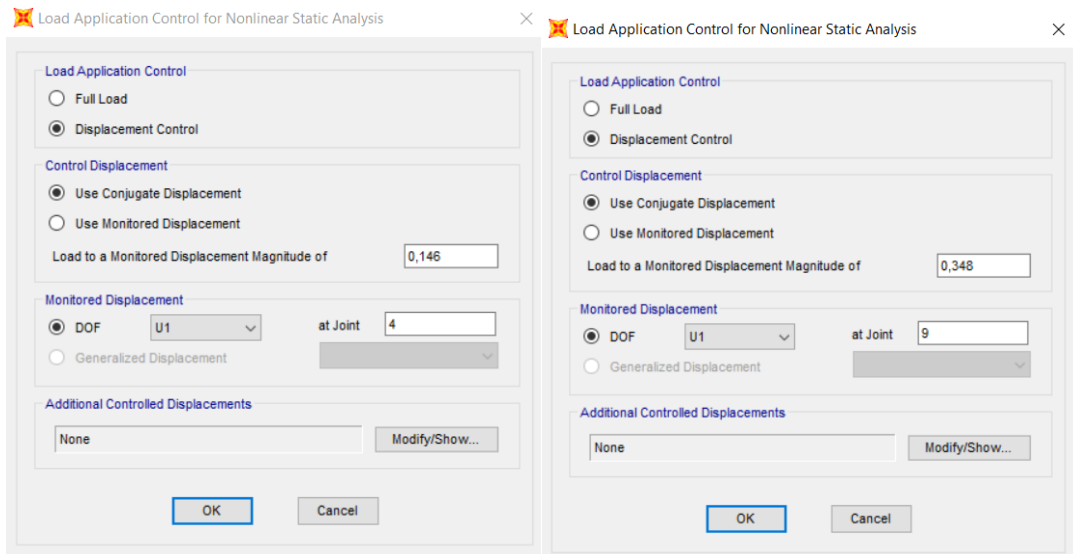 Load Application Control for Nonlinear Static Analysis
Load Application Control
Full Load
Displacement Control
Control Displacement
Use Conjugate Displacement
Use Monitored Displacement
Load to a Monitored Displacement Magnitude of 0,146
Monitored Displacement
DOF U1 at Joint 4
Generalized Displacement
Additional Controlled Displacements
None Modify/Show...
OK Cancel
Load Application Control for Nonlinear Static Analysis
Load Application Control
Full Load
Displacement Control
Control Displacement
Use Conjugate Displacement
Use Monitored Displacement
Load to a Monitored Displacement Magnitude of 0,348
Monitored Displacement
DOF U1 at Joint 9
Generalized Displacement
Additional Controlled Displacements
None Modify/Show...
OK Cancel